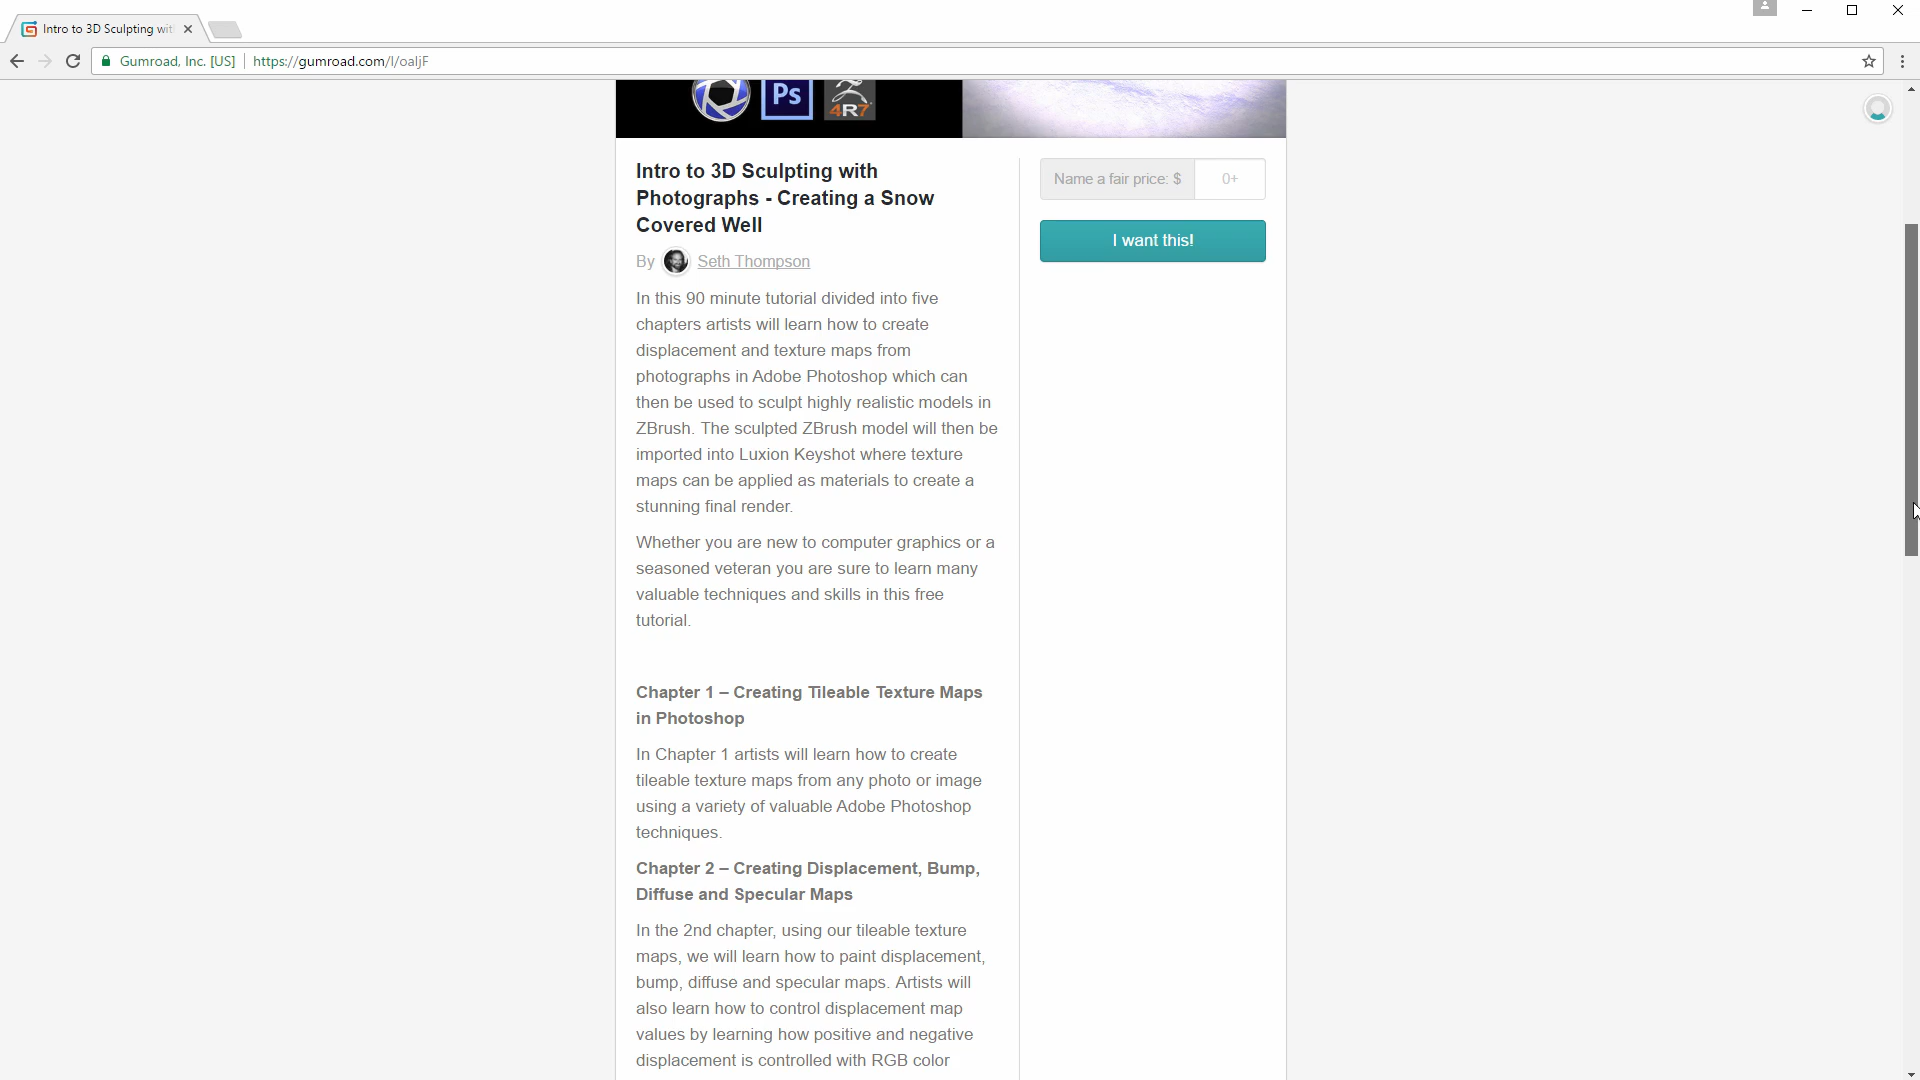 Intro to 3D Sculpting wit
Gumroad, Inc. [US]
https://gumroad.com/l/oaljF
Ps
4R7
Intro to 3D Sculpting with
Photographs - Creating a Snow
Covered Well
By Seth Thompson
Name a fair price: $ 0+
I want this!
In this 90 minute tutorial divided into five
chapters artists will learn how to create
displacement and texture maps from
photographs in Adobe Photoshop which can
then be used to sculpt highly realistic models in
ZBrush. The sculpted ZBrush model will then be
imported into Luxion Keyshot where texture
maps can be applied as materials to create a
stunning final render.
Whether you are new to computer graphics or a
seasoned veteran you are sure to learn many
valuable techniques and skills in this free
tutorial.
Chapter 1 – Creating Tileable Texture Maps
in Photoshop
In Chapter 1 artists will learn how to create
tileable texture maps from any photo or image
using a variety of valuable Adobe Photoshop
techniques.
Chapter 2 – Creating Displacement, Bump,
Diffuse and Specular Maps
In the 2nd chapter, using our tileable texture
maps, we will learn how to paint displacement,
bump, diffuse and specular maps. Artists will
also learn how to control displacement map
values by learning how positive and negative
displacement is controlled with RGB color